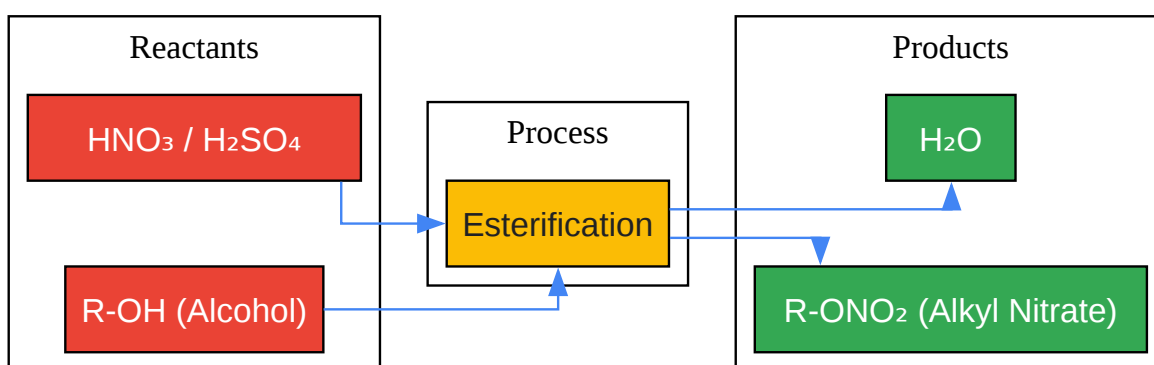 Reactants
HNO₃ / H₂SO₄
R-OH (Alcohol)
Process
Esterification
Products
H₂O
R-ONO₂ (Alkyl Nitrate)